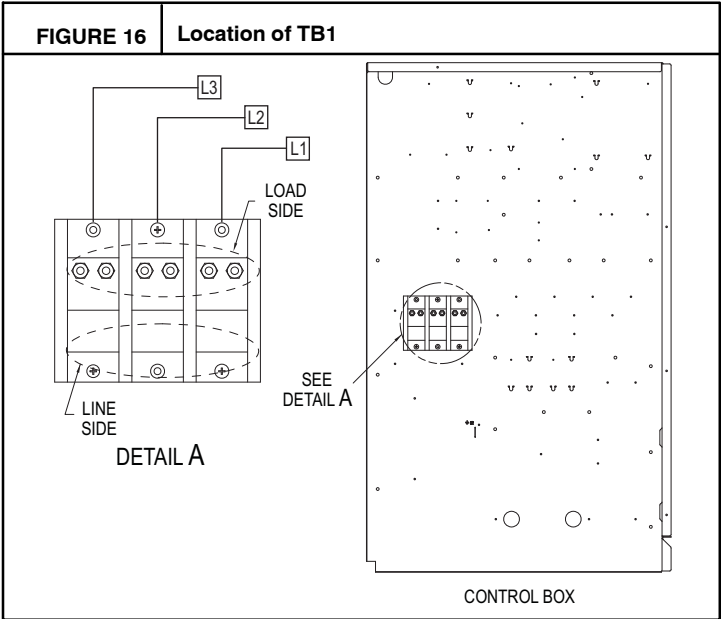 FIGURE 16 Location of TB1
L3
L2
L1
LOAD
SIDE
LINE
SIDE
DETAIL A
SEE
DETAIL A
CONTROL BOX